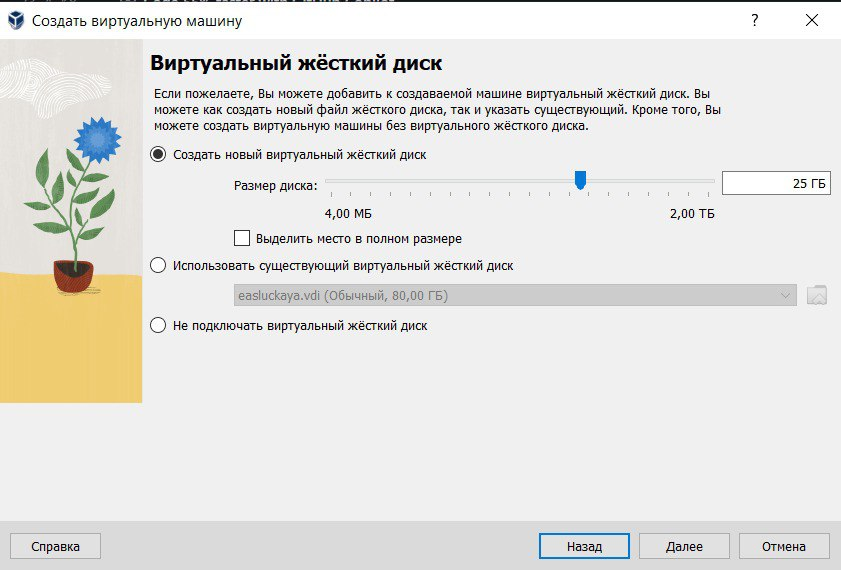 Создать виртуальную машину
?
Виртуальный жёсткий диск
Если пожелаете, Вы можете добавить к создаваемой машине виртуальный жёсткий диск. Вы
можете как создать новый файл жёсткого диска, так и указать существующий. Кроме того, Вы
можете создать виртуальную машины без виртуального жёсткого диска.
Создать новый виртуальный жёсткий диск
Размер диска:
25 ГБ
4,00 МБ
2,00 ТБ
Выделить место в полном размере
Использовать существующий виртуальный жёсткий диск
easluckaya.vdi (Обычный, 80,00 ГБ)
Не подключать виртуальный жёсткий диск
Справка
Назад
Далее
Отмена